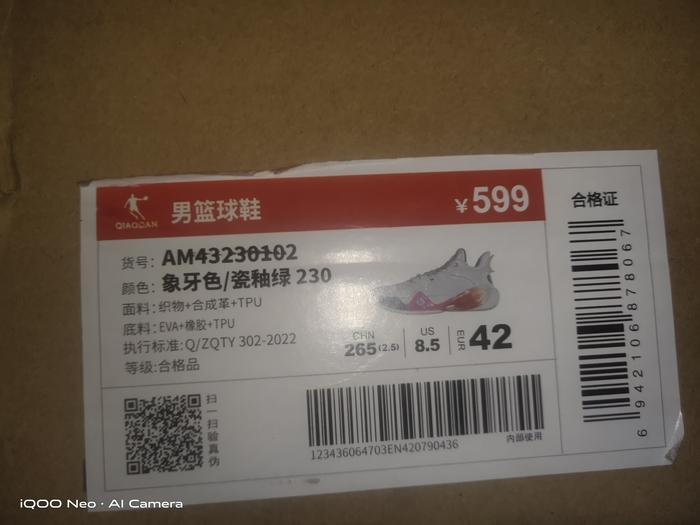 QIAODAN
男篮球鞋
¥599
合格证
货号：AM43230102
颜色：象牙色/瓷釉绿 230
面料：织物+合成革+TPU
底料：EVA+橡胶+TPU
执行标准：Q/ZQTY 302-2022
等级：合格品
CHN
265(2.5)
US
8.5
EUR
42
扫一扫验真伪
123436064703EN420790436
内部使用
6942106878067
iQOO Neo · AI Camera